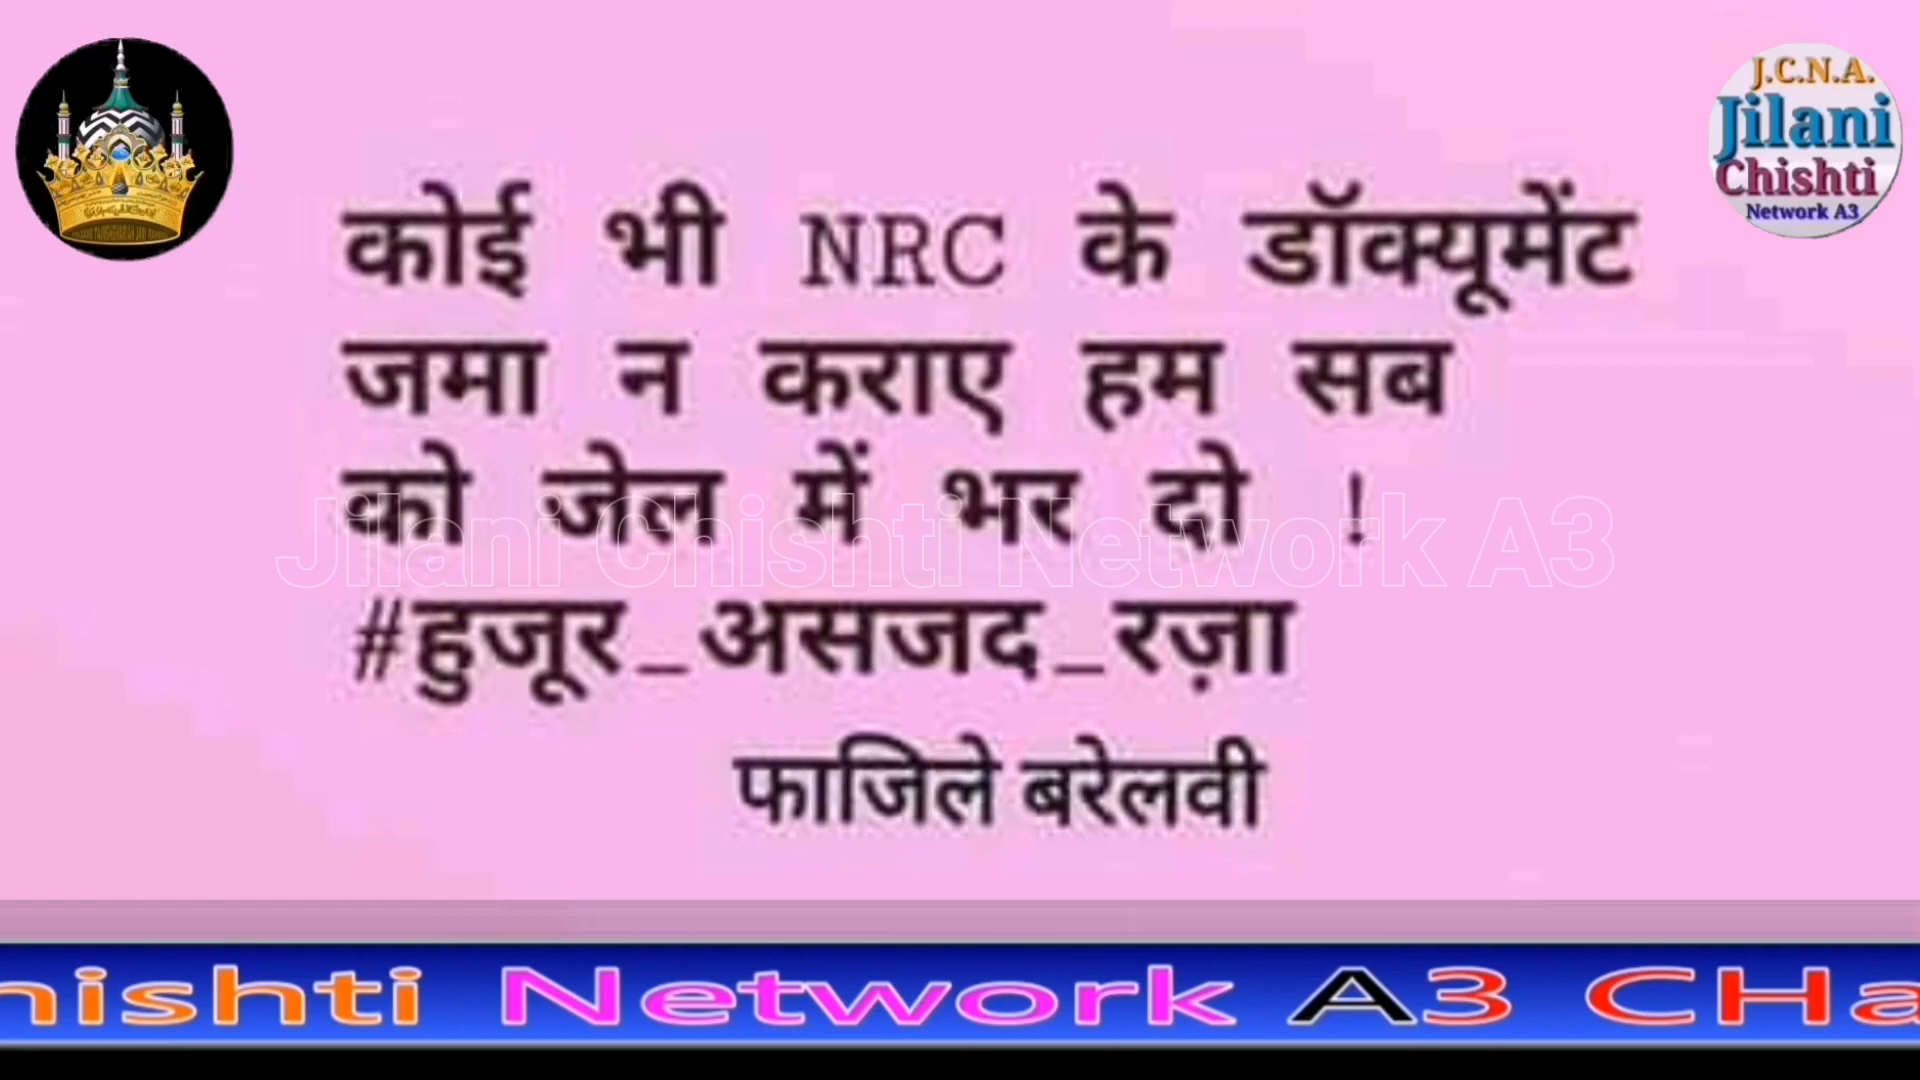 J.C.N.A.
Jilani
Chishti
Network A3
कोई भी NRC के डॉक्यूमेंट
जमा न कराए हम सब
को जेल में भर दो !
Jilani Chishti Network A3
#हुजूर_असजद_रज़ा
फाजिले बरेलवी
hishti Network A3 CHa